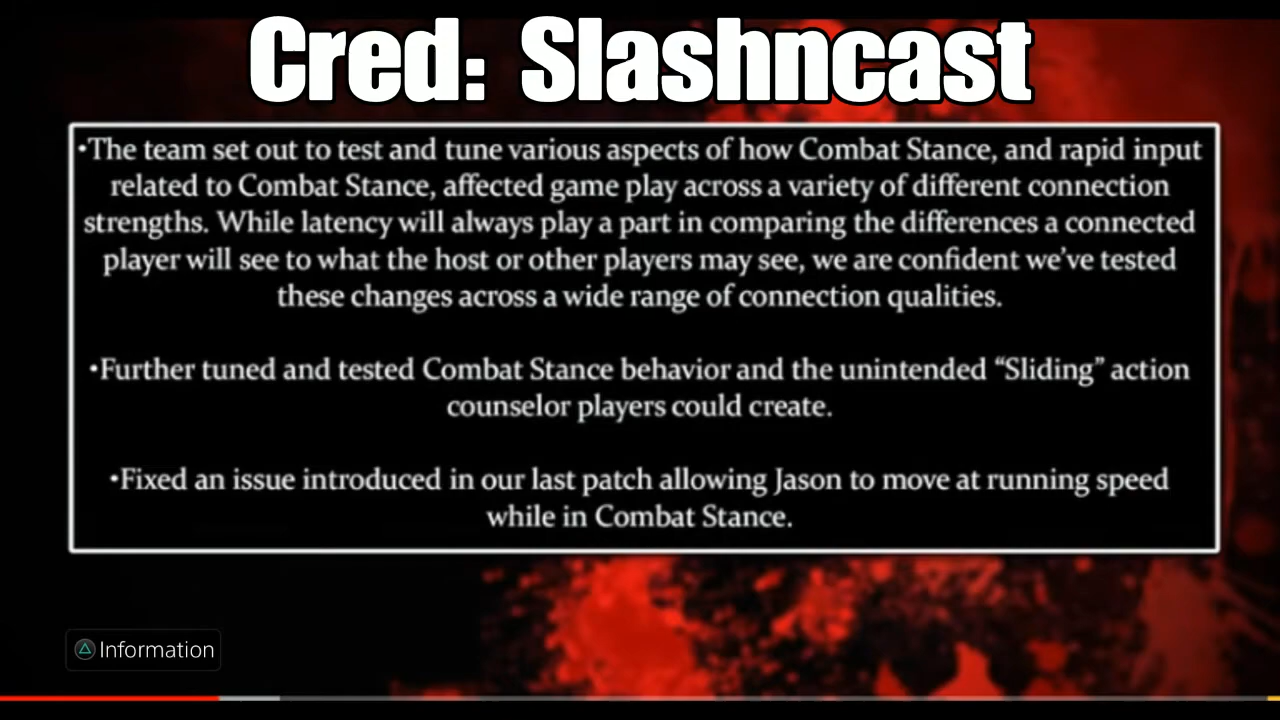 Cred: Slashncast
•The team set out to test and tune various aspects of how Combat Stance, and rapid input
related to Combat Stance, affected game play across a variety of different connection
strengths. While latency will always play a part in comparing the differences a connected
player will see to what the host or other players may see, we are confident we’ve tested
these changes across a wide range of connection qualities.
•Further tuned and tested Combat Stance behavior and the unintended “Sliding” action
counselor players could create.
•Fixed an issue introduced in our last patch allowing Jason to move at running speed
while in Combat Stance.
Information